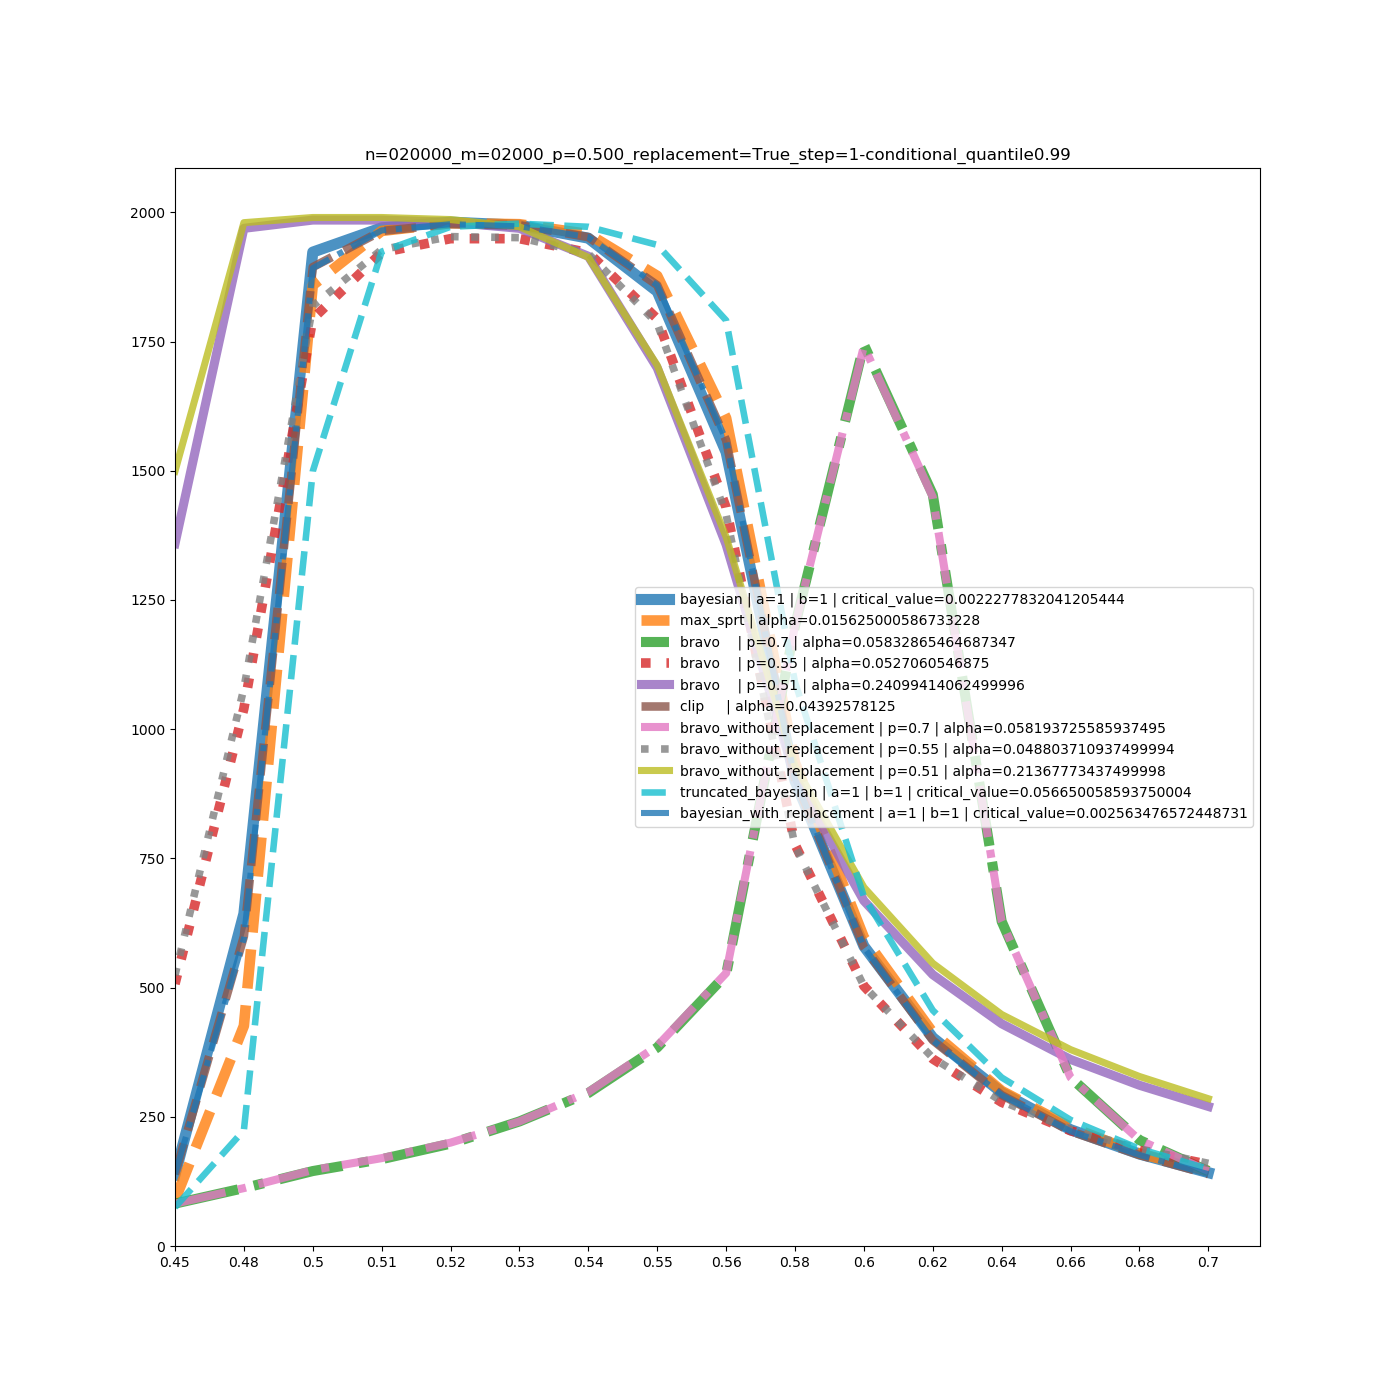 n=020000_m=02000_p=0.500_replacement=True_step=1-conditional_quantile0.99
2000
1750
1500
1250
1000
750
500
250
0
bayesian | a=1 | b=1 | critical_value=0.0022277832041205444
max_sprt | alpha=0.015625000586733228
bravo    | p=0.7 | alpha=0.05832865464687347
bravo    | p=0.55 | alpha=0.0527060546875
bravo    | p=0.51 | alpha=0.24099414062499996
clip     | alpha=0.04392578125
bravo_without_replacement | p=0.7 | alpha=0.058193725585937495
bravo_without_replacement | p=0.55 | alpha=0.048803710937499994
bravo_without_replacement | p=0.51 | alpha=0.21367773437499998
truncated_bayesian | a=1 | b=1 | critical_value=0.056650058593750004
bayesian_with_replacement | a=1 | b=1 | critical_value=0.002563476572448731
0.45 0.48 0.5 0.51 0.52 0.53 0.54 0.55 0.56 0.58 0.6 0.62 0.64 0.66 0.68 0.7